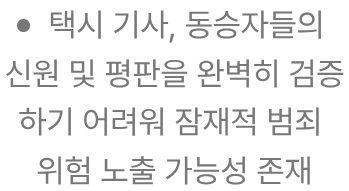 ● 택시 기사, 동승자들의
신원 및 평판을 완벽히 검증
하기 어려워 잠재적 범죄
위험 노출 가능성 존재